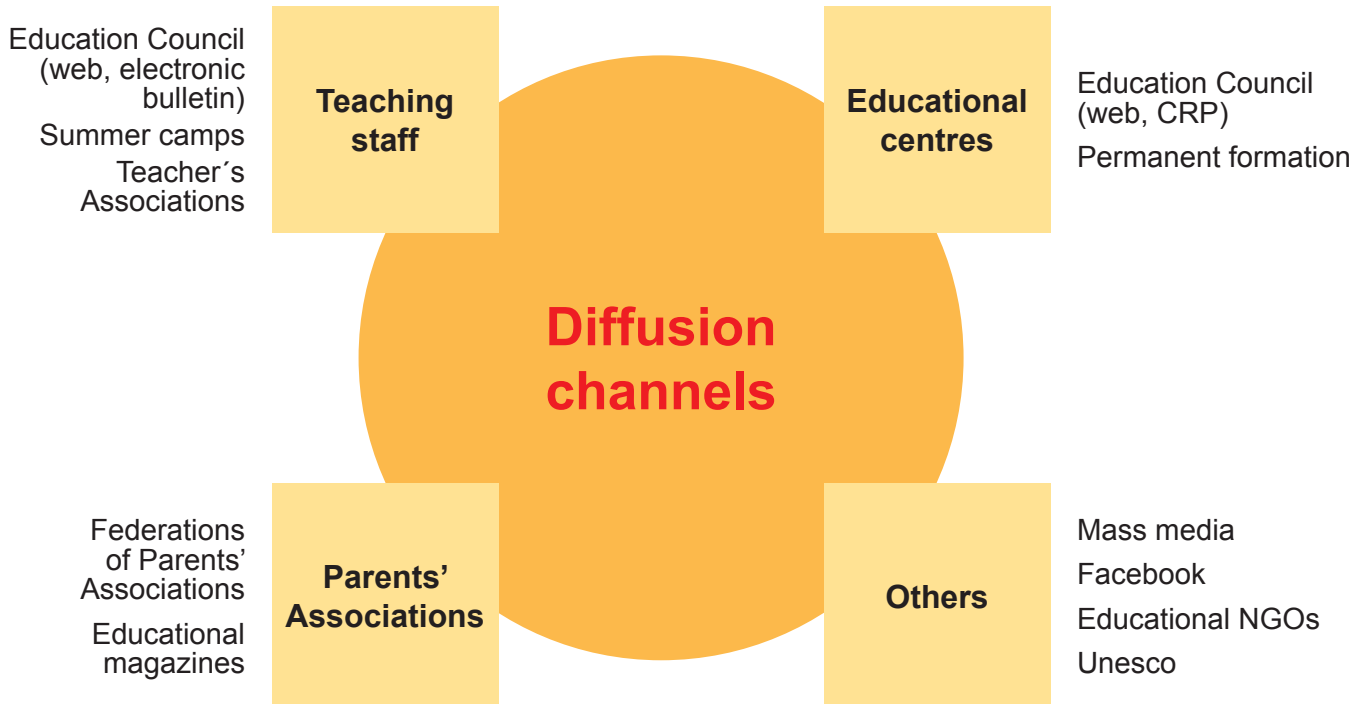 Education Council
(web, electronic
bulletin)
Summer camps
Teacher´s
Associations
Teaching
staff
Educational
centres
Education Council
(web, CRP)
Permanent formation
Diffusion
channels
Federations
of Parents’
Associations
Educational
magazines
Parents’
Associations
Others
Mass media
Facebook
Educational NGOs
Unesco